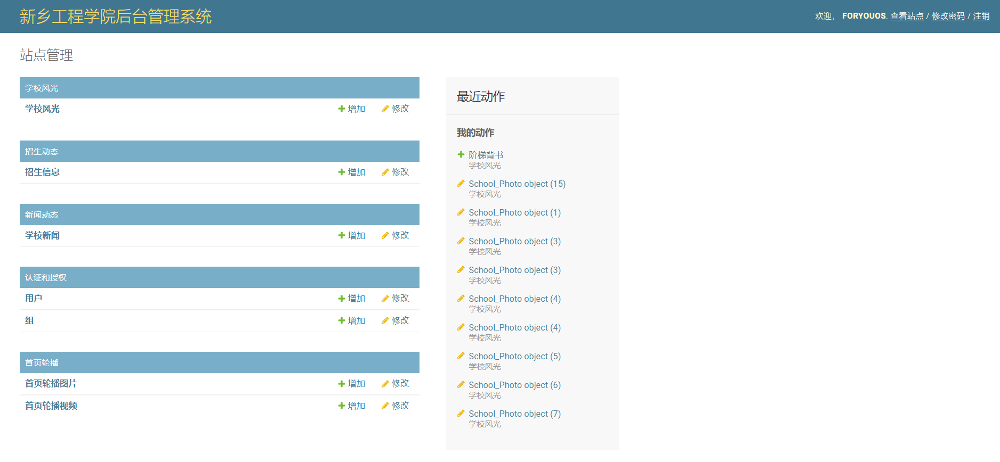 新乡工程学院后台管理系统
欢迎， FORYOUOS. 查看站点 / 修改密码 / 注销
站点管理
学校风光
学校风光 增加 修改
招生动态
招生信息 增加 修改
新闻动态
学校新闻 增加 修改
认证和授权
用户 增加 修改
组 增加 修改
首页轮播
首页轮播图片 增加 修改
首页轮播视频 增加 修改
最近动作
我的动作
阶梯背书
学校风光
School_Photo object (15)
学校风光
School_Photo object (1)
学校风光
School_Photo object (3)
学校风光
School_Photo object (3)
学校风光
School_Photo object (4)
学校风光
School_Photo object (4)
学校风光
School_Photo object (5)
学校风光
School_Photo object (6)
学校风光
School_Photo object (7)
学校风光